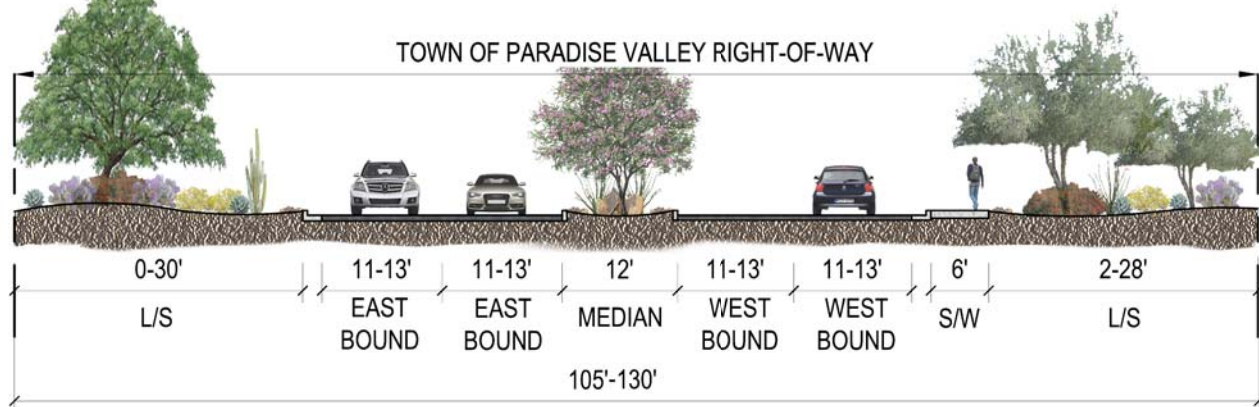 TOWN OF PARADISE VALLEY RIGHT-OF-WAY
0-30' 11-13' 11-13' 12' 11-13' 11-13' 6' 2-28'
L/S EAST BOUND EAST BOUND MEDIAN WEST BOUND WEST BOUND S/W L/S
105'-130'